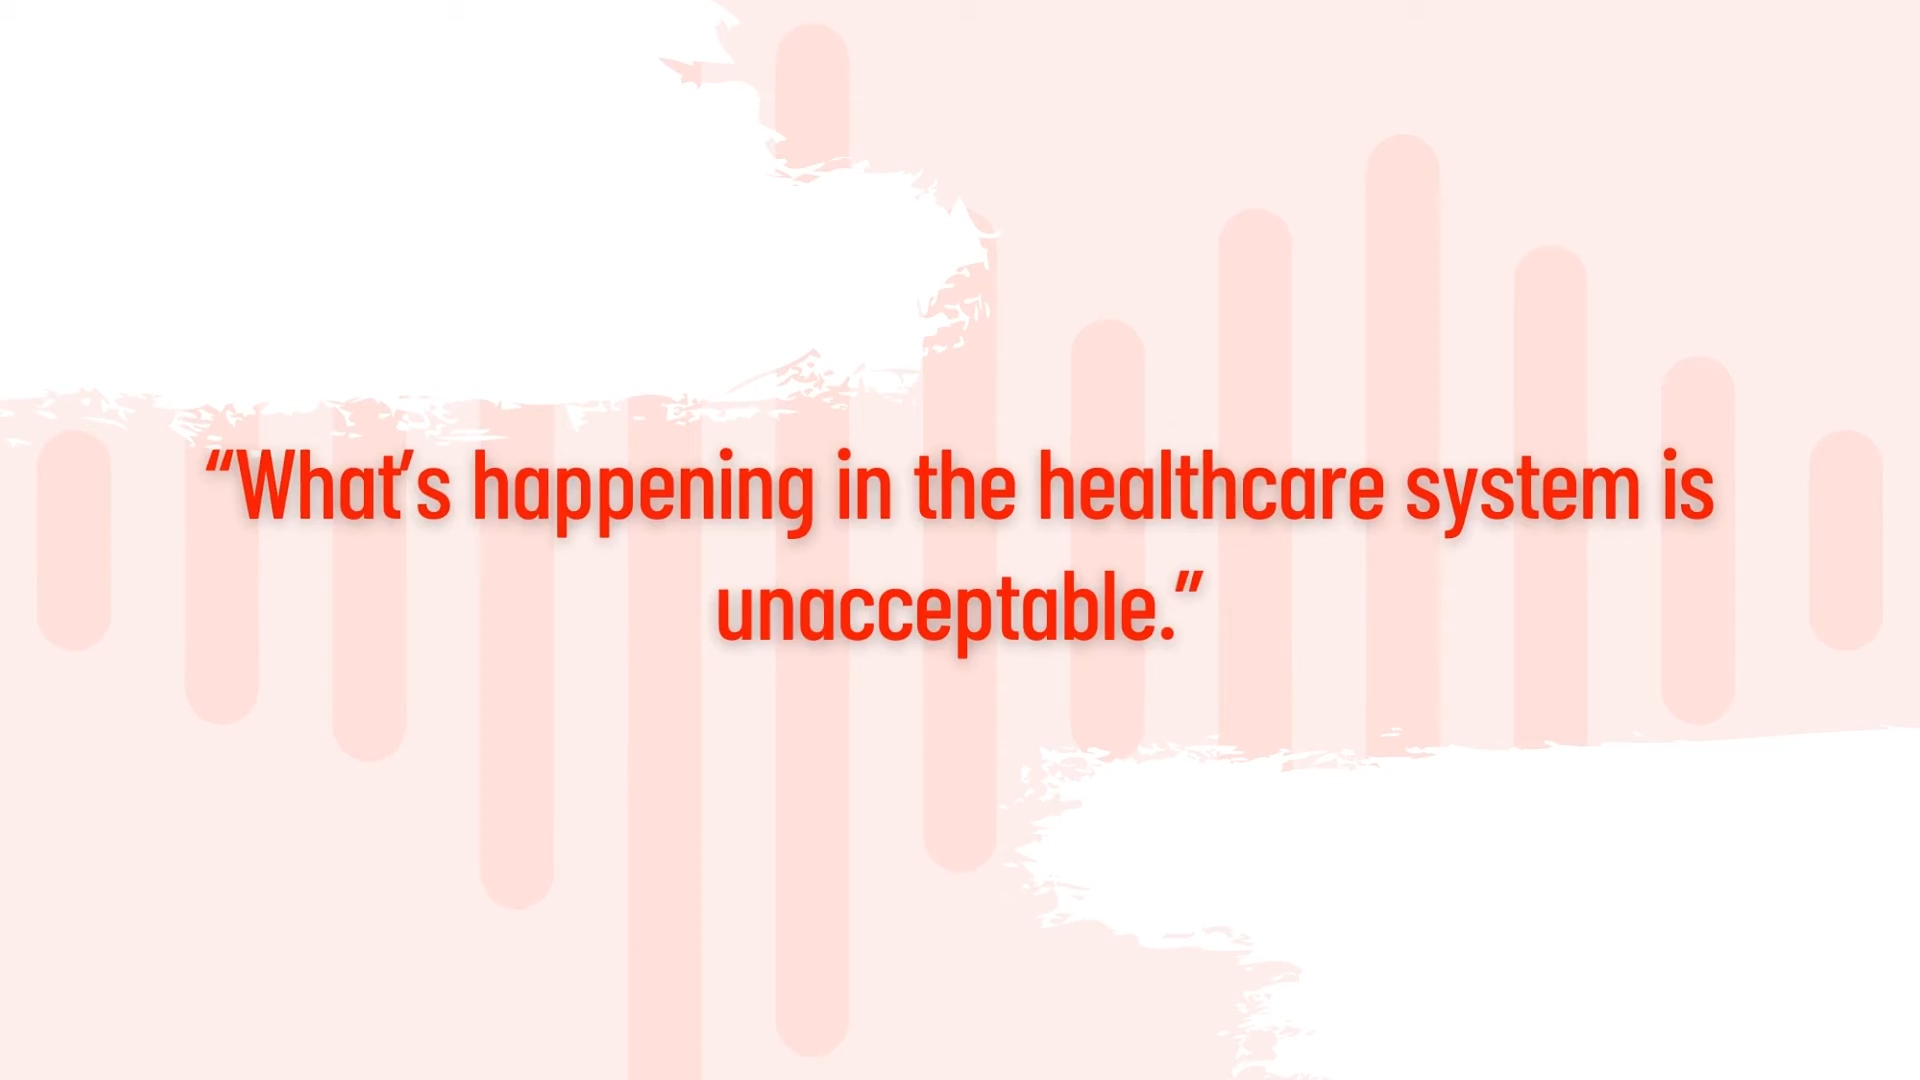 “What’s happening in the healthcare system is
unacceptable.”